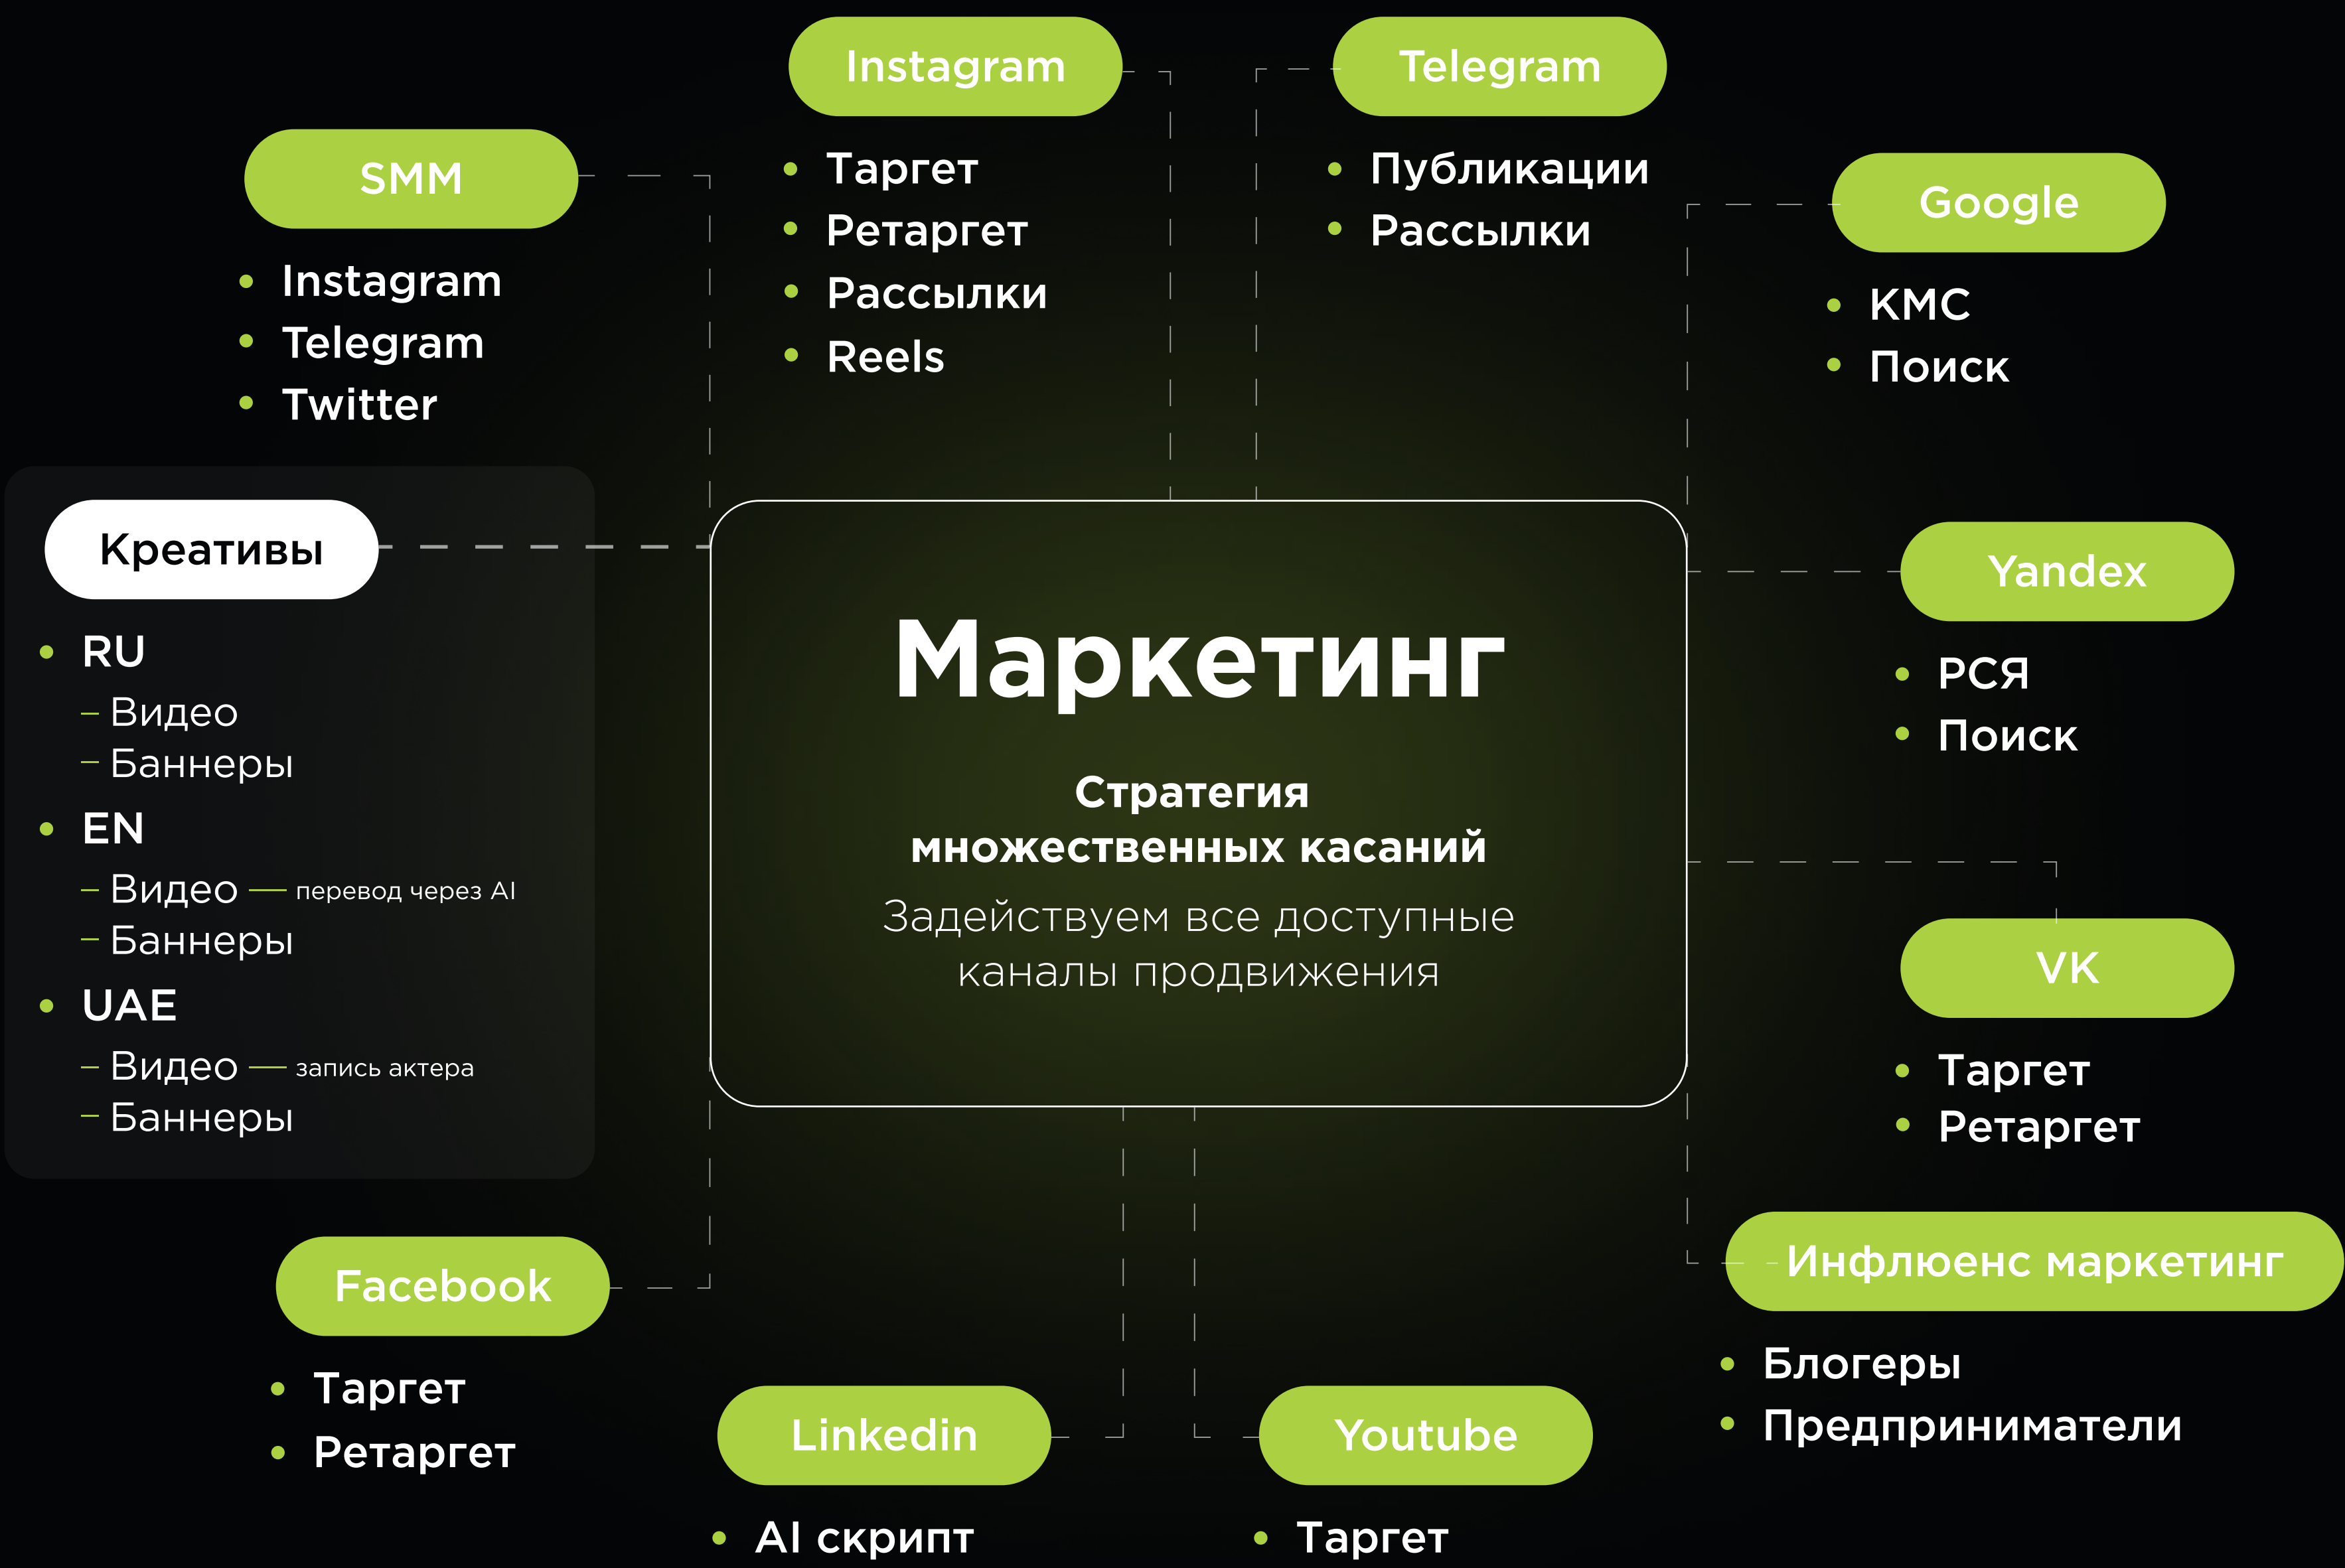 Instagram
Таргет
Ретаргет
Рассылки
Reels
Telegram
Публикации
Рассылки
SMM
Instagram
Telegram
Twitter
Google
КМС
Поиск
Креативы
RU
Видео
Баннеры
EN
Видео — перевод через AI
Баннеры
UAE
Видео — запись актера
Баннеры
Маркетинг
Стратегия
множественных касаний
Задействуем все доступные
каналы продвижения
Yandex
РСЯ
Поиск
VK
Таргет
Ретаргет
Инфлюенс маркетинг
Блогеры
Предприниматели
Facebook
Таргет
Ретаргет
Linkedin
AI скрипт
Youtube
Таргет